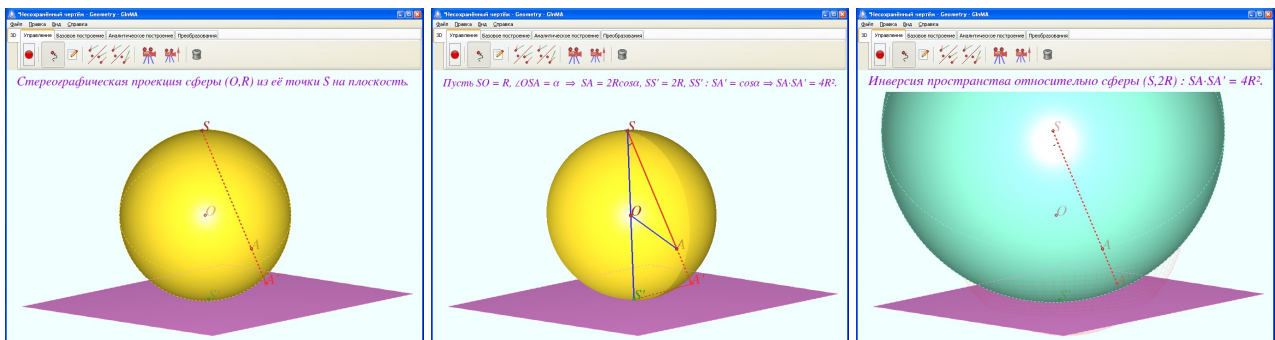 *Несохранённый чертёж - Geometry - GInMA
Файл Правка Вид Справка
3D Управление Базовое построение Аналитическое построение Преобразования
Стереографическая проекция сферы (O,R) из её точки S на плоскость.
S
O
A
A'
S'
*Несохранённый чертёж - Geometry - GInMA
Файл Правка Вид Справка
3D Управление Базовое построение Аналитическое построение Преобразования
Пусть SO = R, ∠OSA = α ⇒ SA = 2Rcosα, SS' = 2R, SS' : SA' = cosα ⇒ SA·SA' = 4R².
S
O
A
A'
S'
*Несохранённый чертёж - Geometry - GInMA
Файл Правка Вид Справка
3D Управление Базовое построение Аналитическое построение Преобразования
Инверсия пространства относительно сферы (S,2R) : SA·SA' = 4R².
S
O
A
A'
S'